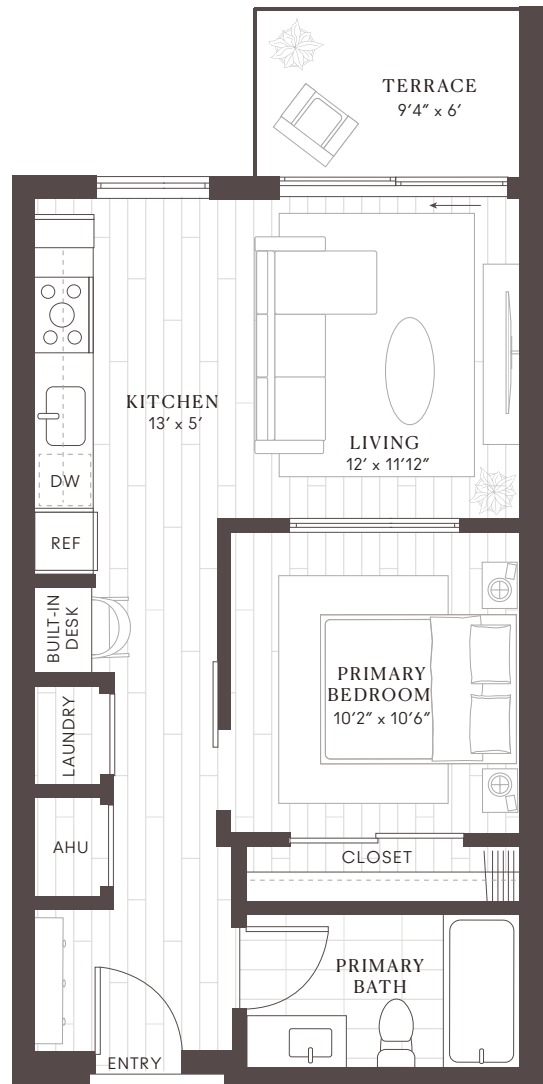 TERRACE
9′4″ x 6′
KITCHEN
13′ x 5′
LIVING
12′ x 11′12″
DW
REF
BUILT-IN
DESK
PRIMARY
BEDROOM
10′2″ x 10′6″
LAUNDRY
AHU
CLOSET
PRIMARY
BATH
ENTRY